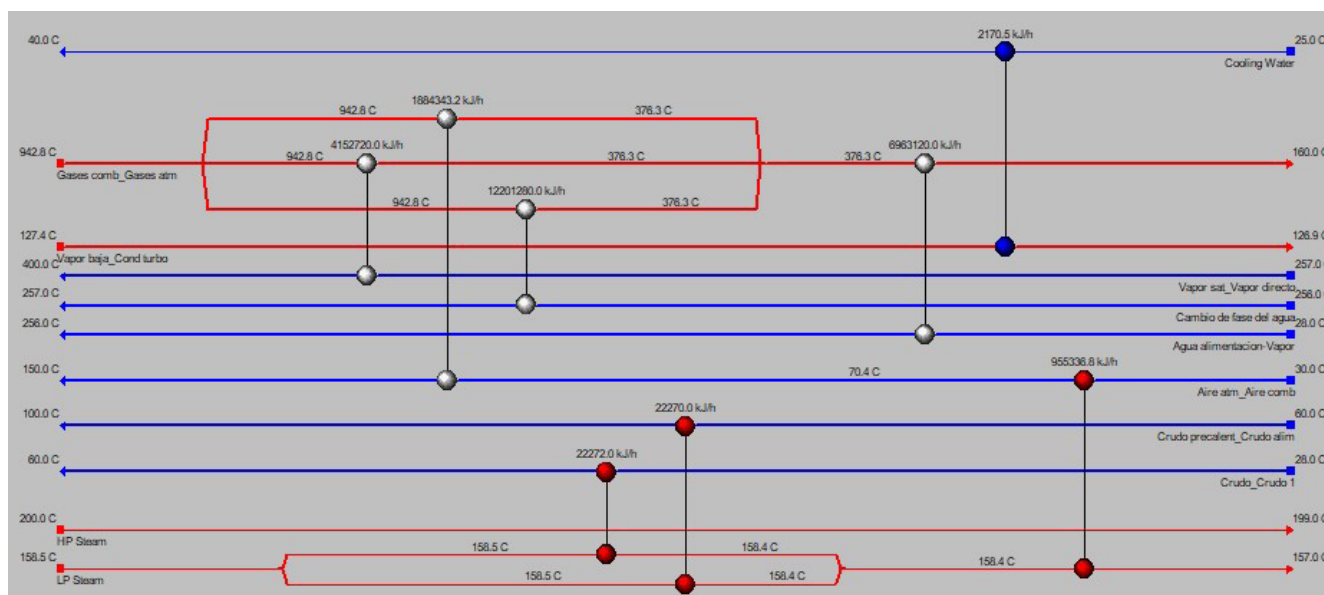 40.0 C 2170.5 kJ/h 25.0 C
Cooling Water
942.8 C 1884343.2 kJ/h 376.3 C
942.8 C 942.8 C 4152720.0 kJ/h 376.3 C 376.3 C 6963120.0 kJ/h 160.0 C
Gases comb_Gases atm
942.8 C 12201280.0 kJ/h 376.3 C
127.4 C 126.9 C
Vapor baja_Cond turbo
400.0 C 257.0 C
Vapor sat_Vapor directo
257.0 C 256.0 C
Cambio de fase del agua
256.0 C 28.0 C
Agua alimentacion-Vapor
150.0 C 70.4 C 955336.8 kJ/h 30.0 C
Aire atm_Aire comb
100.0 C 22270.0 kJ/h 60.0 C
Crudo precalent_Crudo alim
60.0 C 22272.0 kJ/h 28.0 C
Crudo_Crudo 1
200.0 C 199.0 C
HP Steam
158.5 C 158.5 C 158.4 C 158.4 C 157.0 C
LP Steam 158.5 C 158.4 C